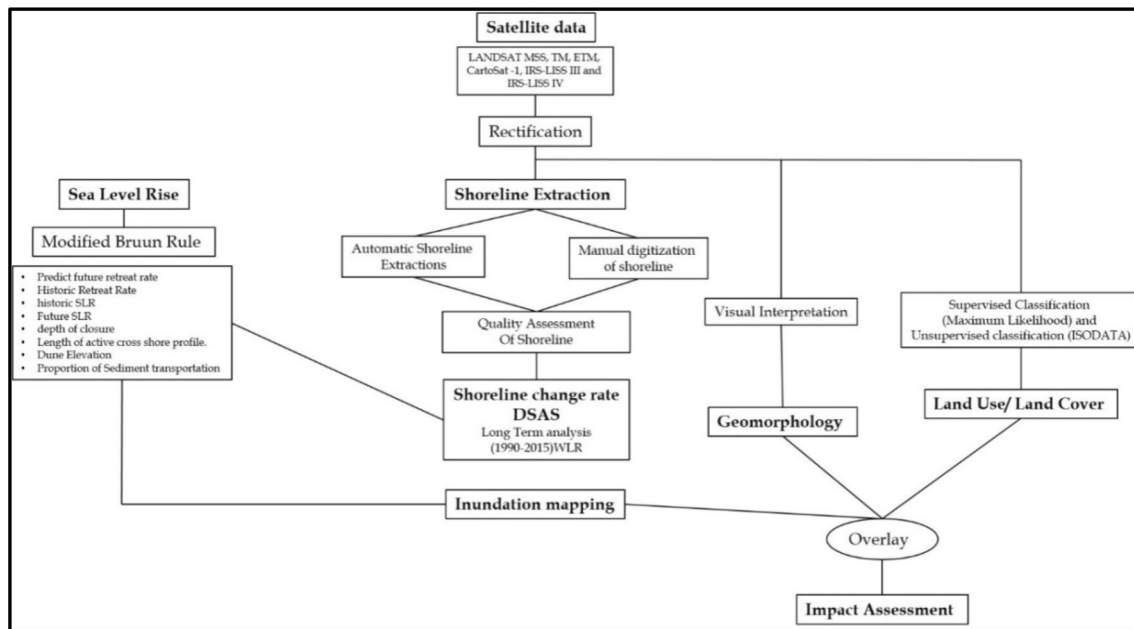 Satellite data
LANDSAT MSS, TM, ETM,
CartoSat -1, IRS-LISS III and
IRS-LISS IV
Rectification
Sea Level Rise
Modified Bruun Rule
• Predict future retreat rate
• Historic Retreat Rate
• historic SLR
• Future SLR
• depth of closure
• Length of active cross shore profile.
• Dune Elevation
• Proportion of Sediment transportation
Shoreline Extraction
Automatic Shoreline
Extractions
Manual digitization
of shoreline
Quality Assessment
Of Shoreline
Shoreline change rate
DSAS
Long Term analysis
(1990-2015)WLR
Visual Interpretation
Geomorphology
Supervised Classification
(Maximum Likelihood) and
Unsupervised classification (ISODATA)
Land Use/ Land Cover
Inundation mapping
Overlay
Impact Assessment